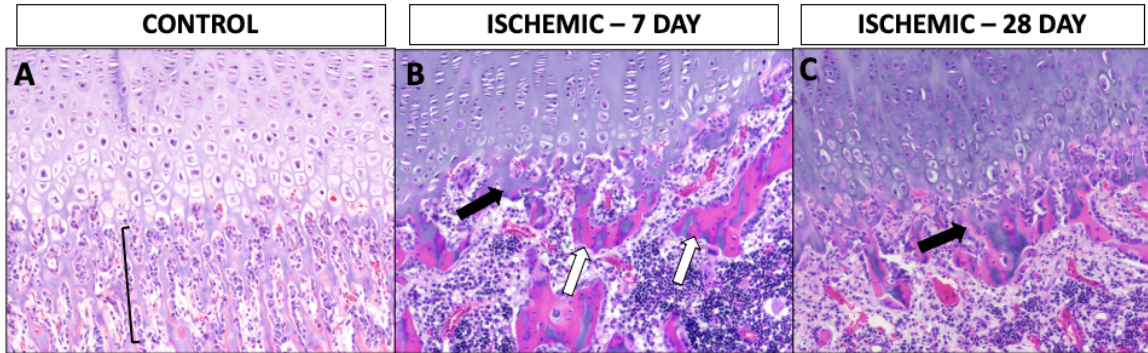 CONTROL
ISCHEMIC – 7 DAY
ISCHEMIC – 28 DAY
A
B
C